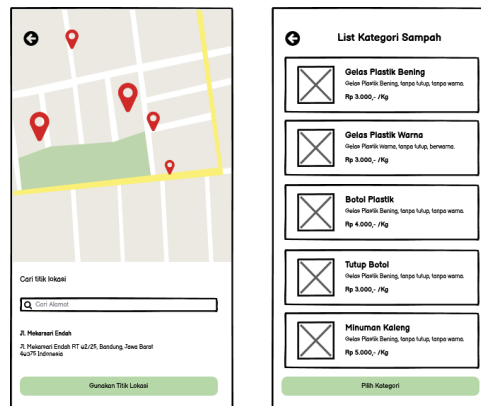 Cari titik lokasi
Cari Alamat
Jl. Mekarsari Endah
Jl. Mekarsari Endah RT 02/25, Bandung, Jawa Barat
40375 Indonesia
Gunakan Titik Lokasi
List Kategori Sampah
Gelas Plastik Bening
Gelas Plastik Bening, tanpa tutup, tanpa warna.
Rp 3.000,- /Kg
Gelas Plastik Warna
Gelas Plastik Warna, tanpa tutup, berwarna.
Rp 3.000,- /Kg
Botol Plastik
Gelas Plastik Bening, tanpa tutup, tanpa warna.
Rp 4.000,- /Kg
Tutup Botol
Gelas Plastik Bening, tanpa tutup, tanpa warna.
Rp 3.000,- /Kg
Minuman Kaleng
Gelas Plastik Bening, tanpa tutup, tanpa warna.
Rp 5.000,- /Kg
Pilih Kategori